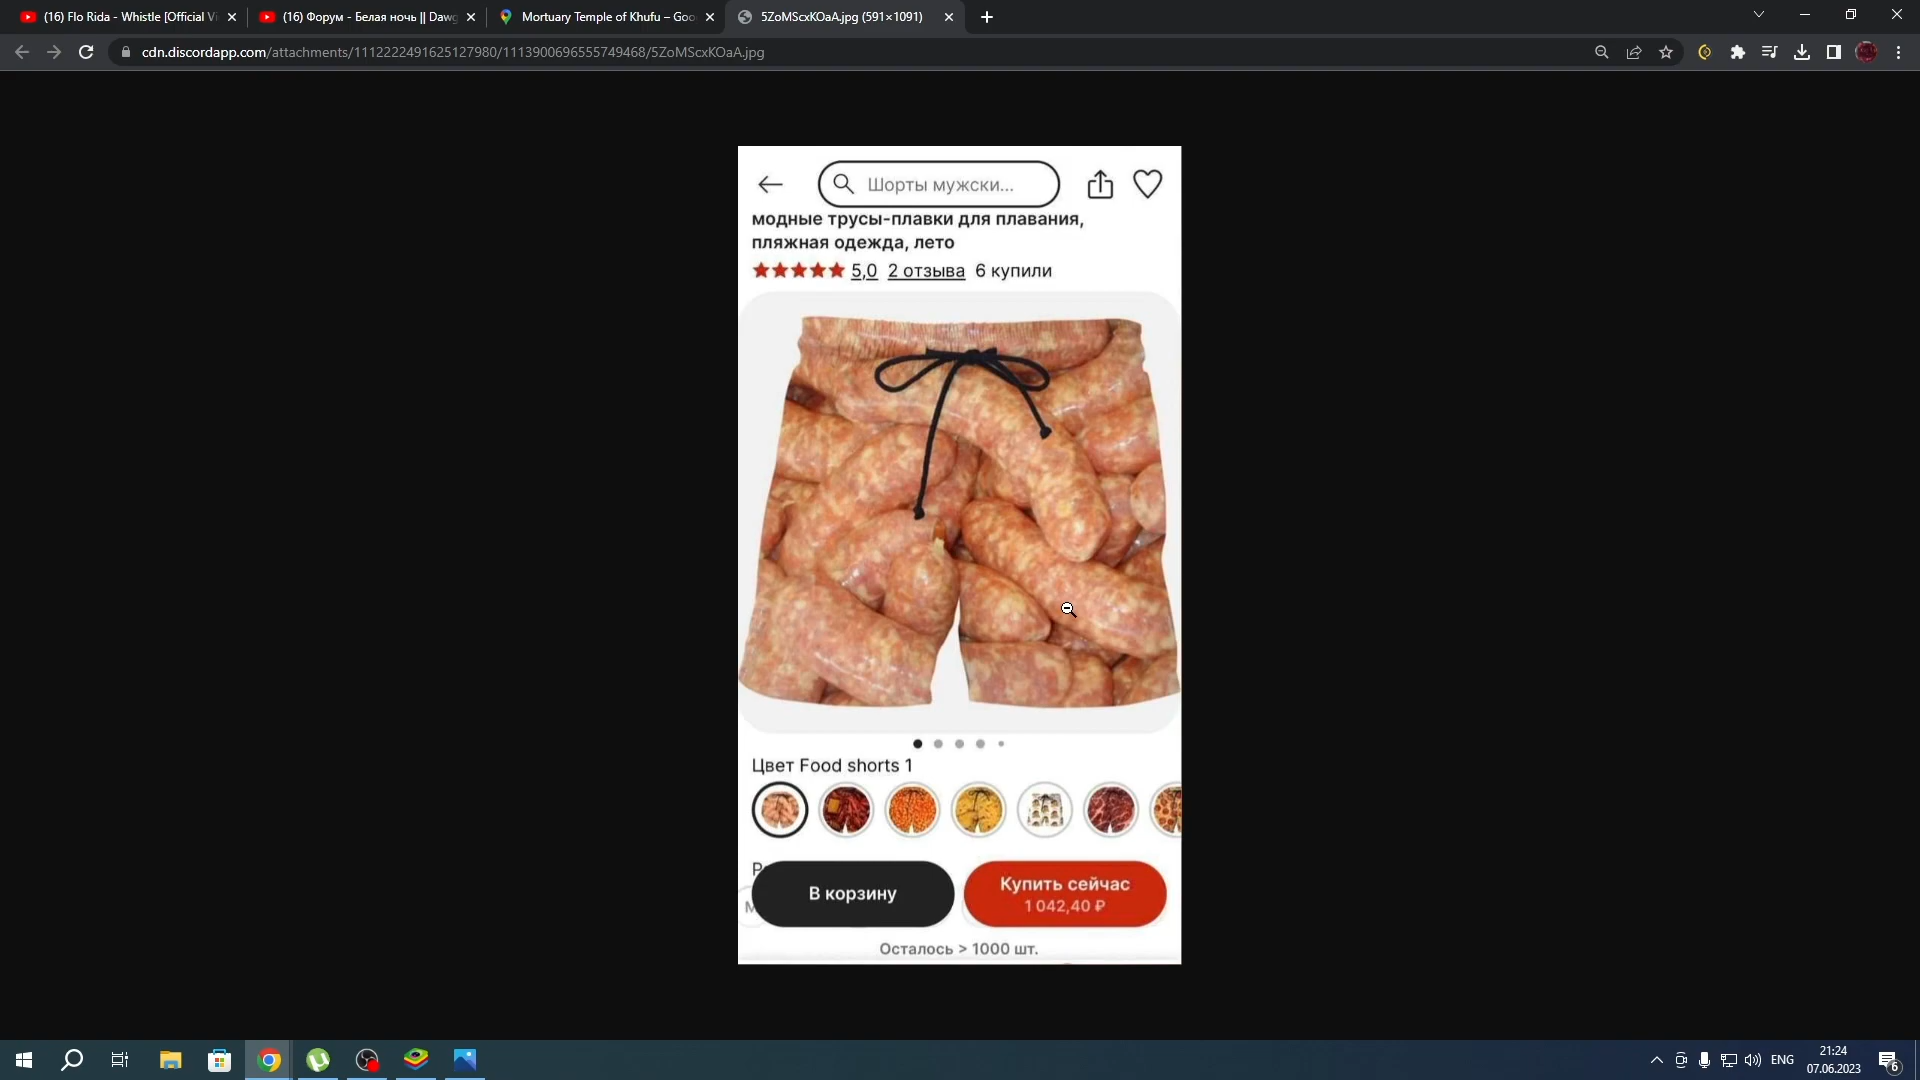 (16) Flo Rida - Whistle [Official Vi
(16) Форум - Белая ночь || Dawg
Mortuary Temple of Khufu – Goo
5ZoMScxKOaA.jpg (591×1091)
cdn.discordapp.com/attachments/1112222491625127980/1113900696555749468/5ZoMScxKOaA.jpg
Шорты мужски...
модные трусы-плавки для плавания,
пляжная одежда, лето
5,0 2 отзыва 6 купили
Цвет Food shorts 1
В корзину
Купить сейчас
1 042,40 ₽
Осталось > 1000 шт.
ENG
21:24
07.06.2023
6